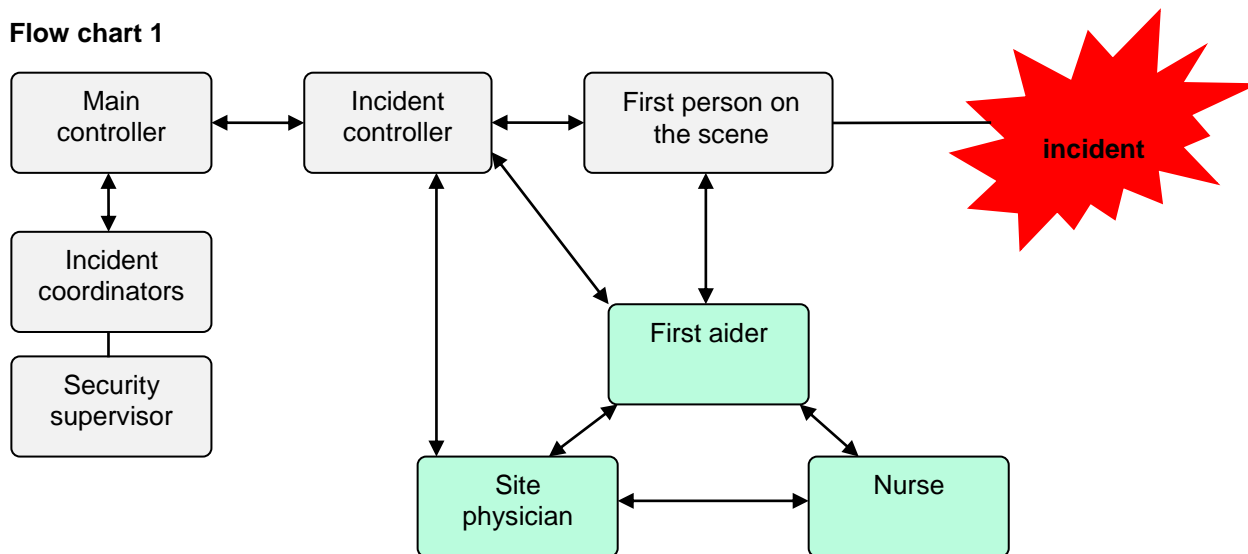 Flow chart 1
Main
controller
Incident
controller
First person on
the scene
incident
Incident
coordinators
First aider
Security
supervisor
Site
physician
Nurse